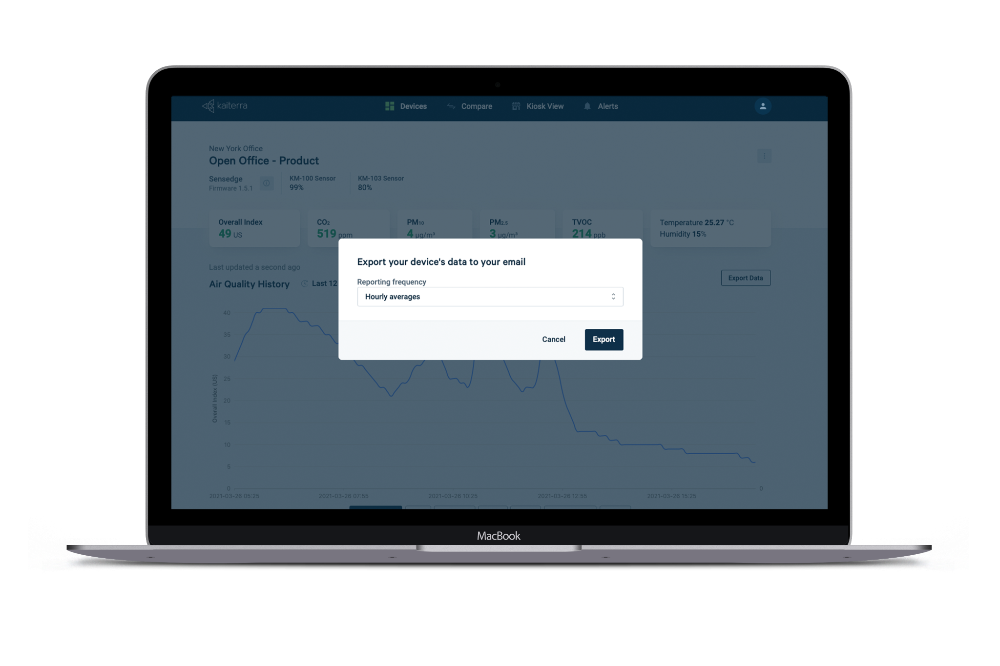 kaiterra
Devices Compare Kiosk View Alerts
New York Office
Open Office - Product
Sensedge
Firmware 1.5.1
KM-100 Sensor
99%
KM-103 Sensor
80%
Overall Index
49 US
CO₂
519 ppm
PM₁₀
4 µg/m³
PM₂.₅
3 µg/m³
TVOC
214 ppb
Temperature 25.27 °C
Humidity 15%
Last updated a second ago
Air Quality History
Last 12
Export Data
Export your device's data to your email
Reporting frequency
Hourly averages
Cancel Export
Overall Index (US)
40
35
30
25
20
15
10
5
0 0
2021-03-26 05:25 2021-03-26 07:55 2021-03-26 10:25 2021-03-26 12:55 2021-03-26 15:25
MacBook